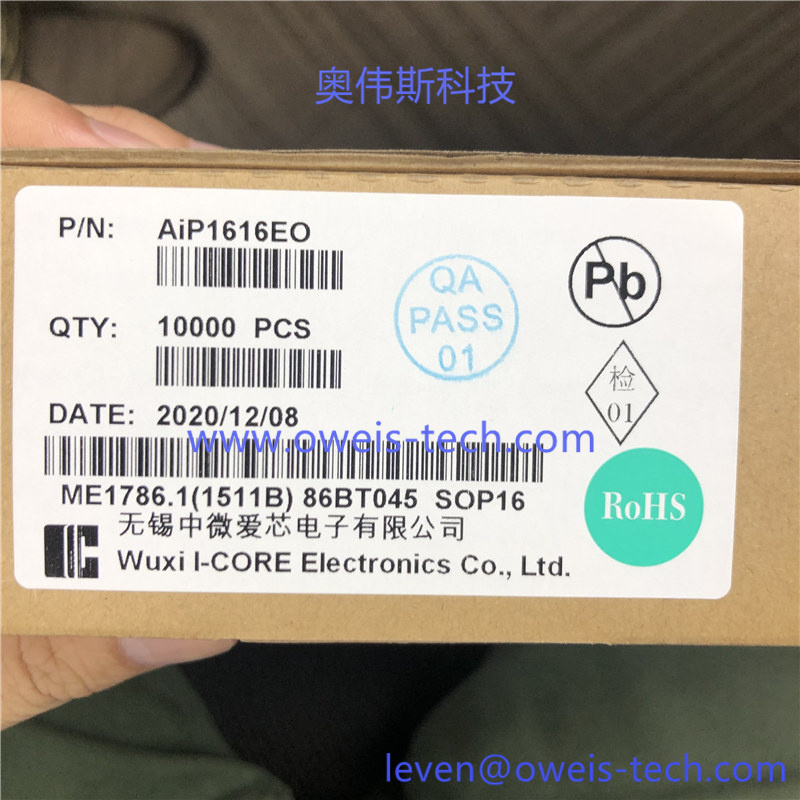 奥伟斯科技
P/N: AiP1616EO
QTY: 10000 PCS
DATE: 2020/12/08
www.oweis-tech.com
ME1786.1(1511B) 86BT045 SOP16
无锡中微爱芯电子有限公司
Wuxi I-CORE Electronics Co., Ltd.
QA
PASS
01
Pb
检
01
RoHS
leven@oweis-tech.com